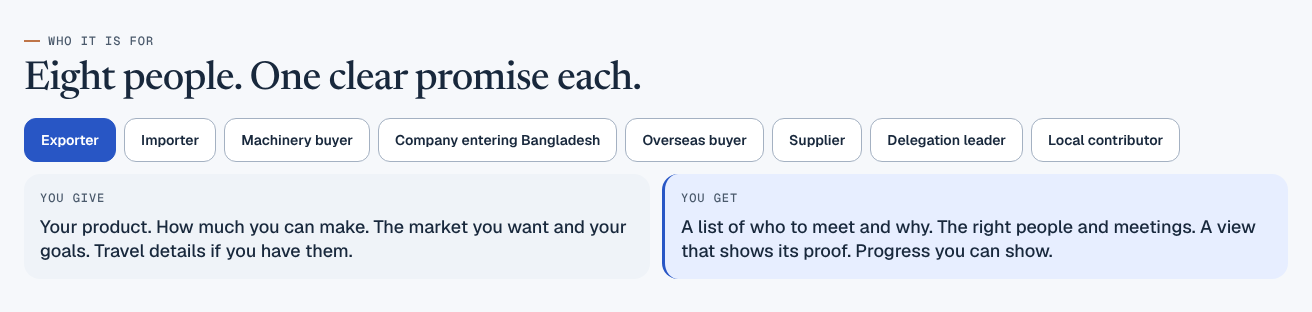 WHO IT IS FOR
Eight people. One clear promise each.
Exporter
Importer
Machinery buyer
Company entering Bangladesh
Overseas buyer
Supplier
Delegation leader
Local contributor
YOU GIVE
Your product. How much you can make. The market you want and your
goals. Travel details if you have them.
YOU GET
A list of who to meet and why. The right people and meetings. A view
that shows its proof. Progress you can show.